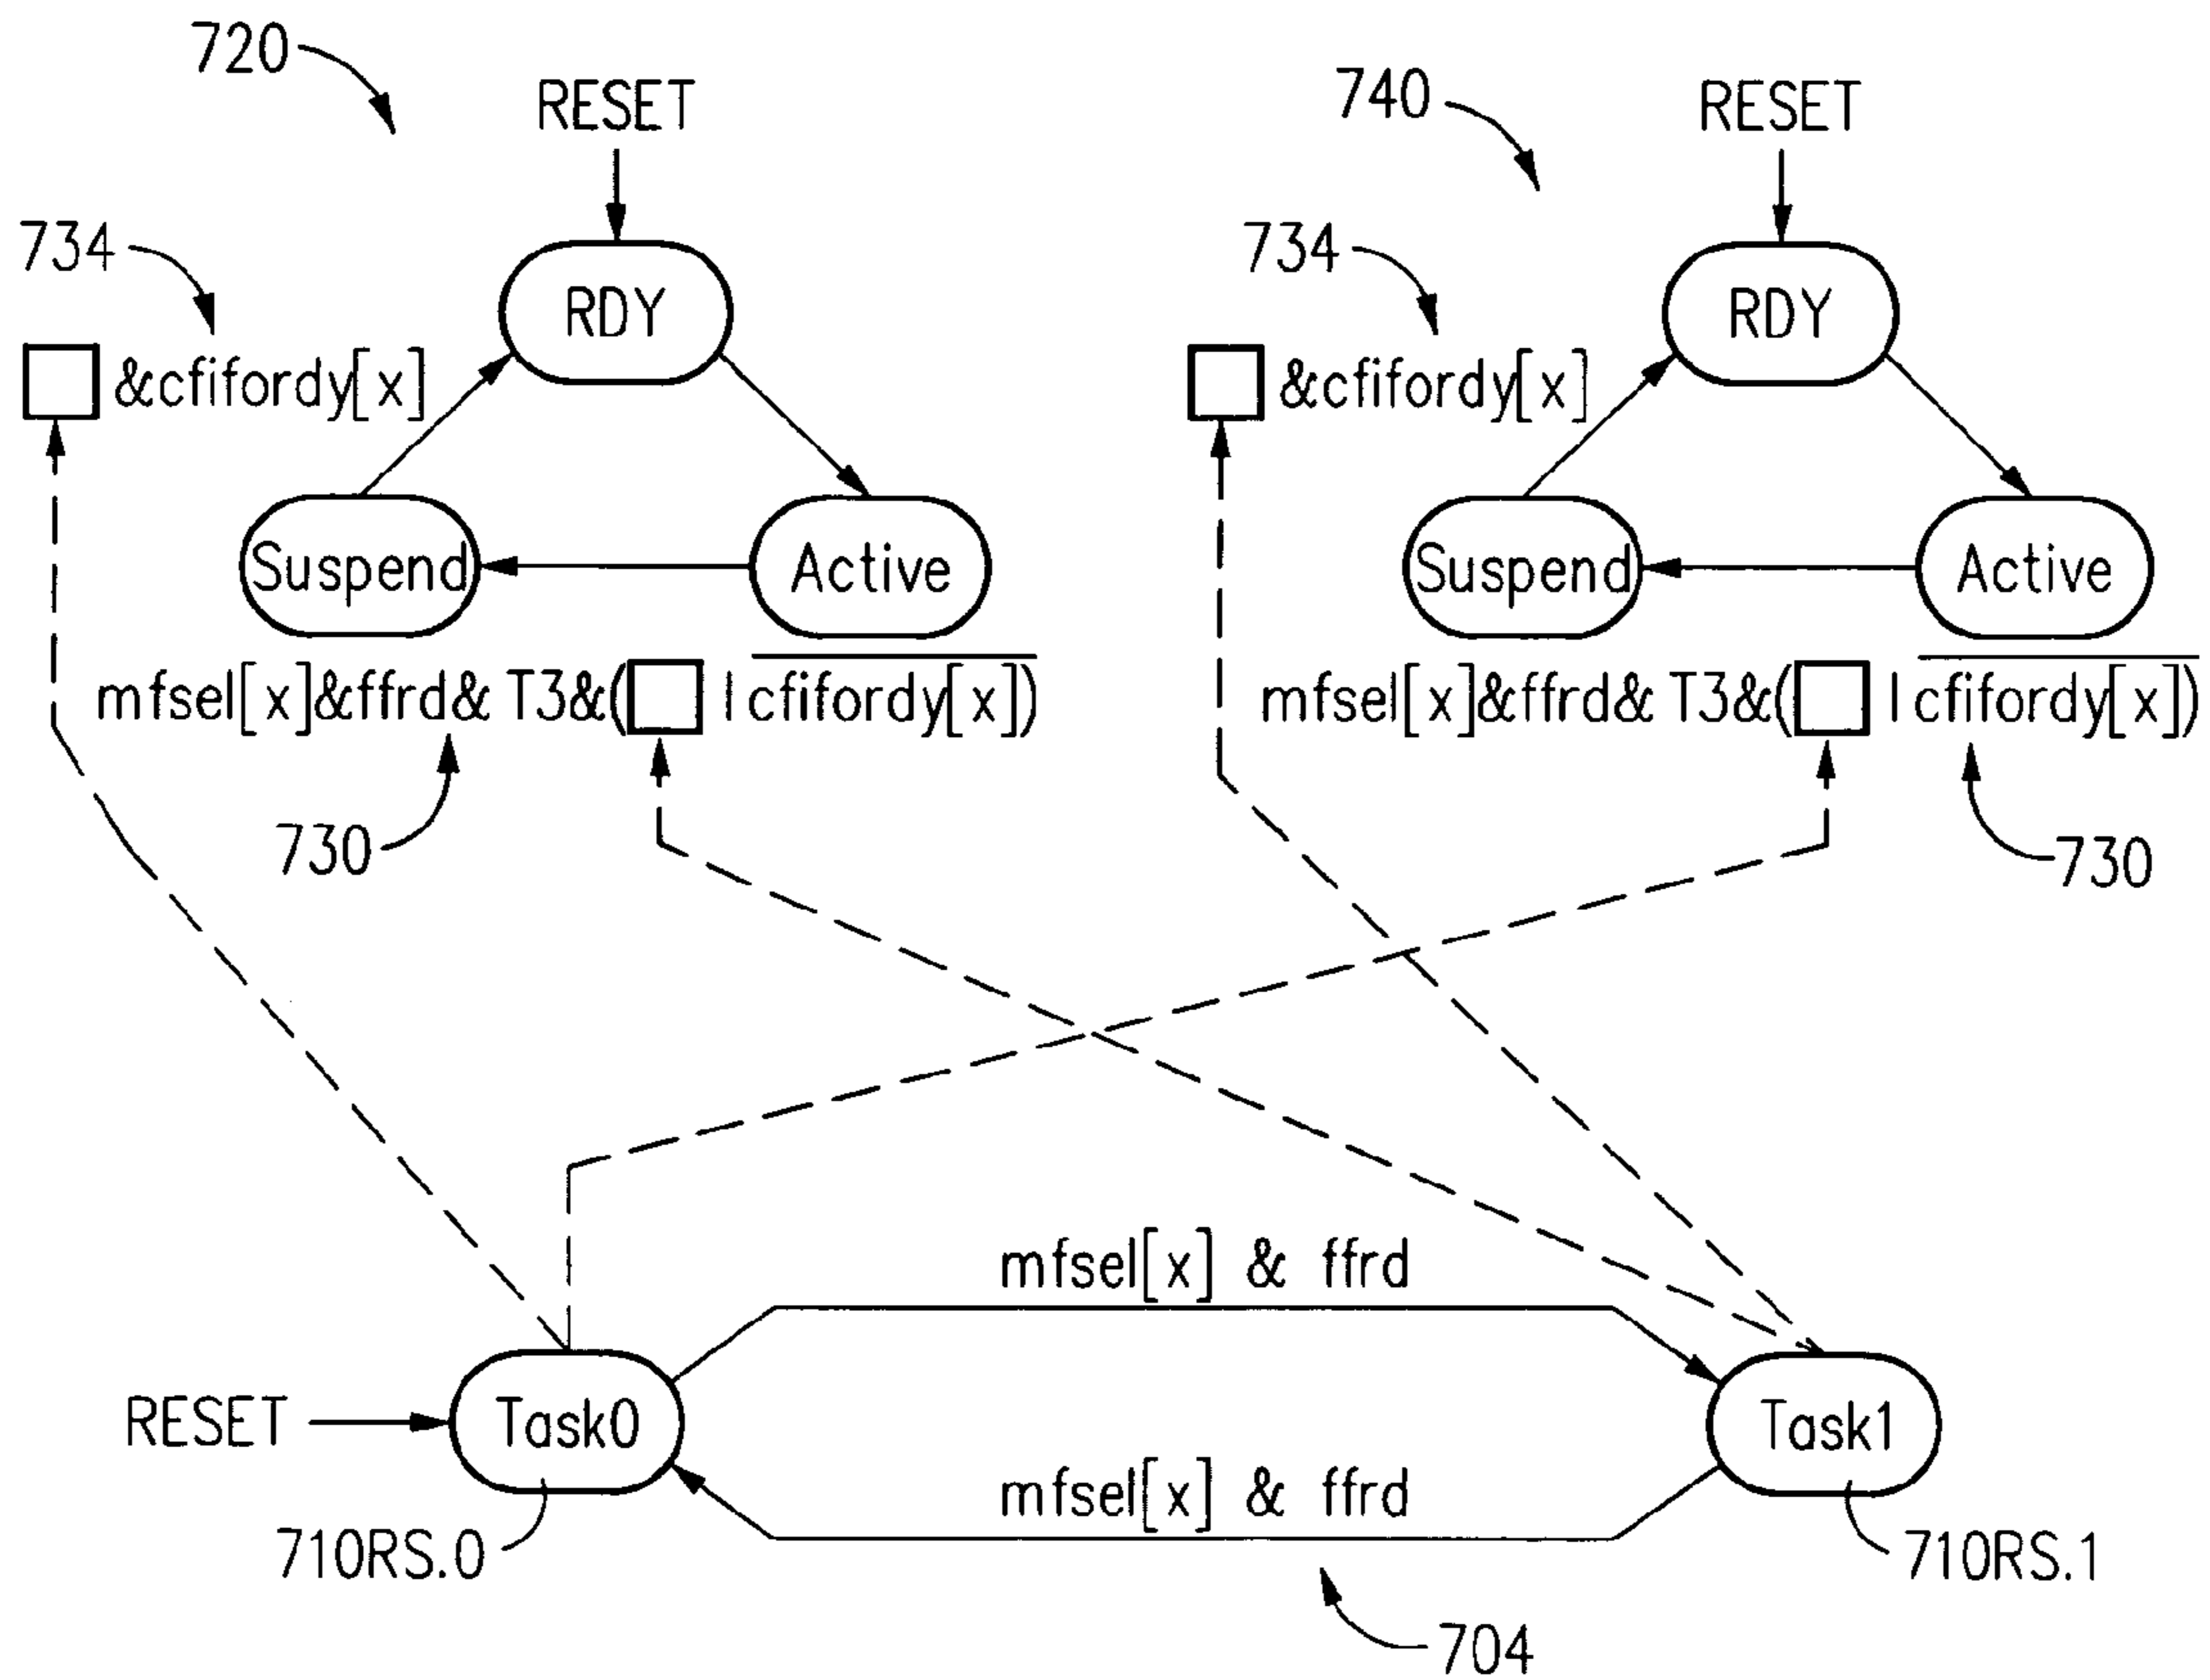 720
RESET
740
RESET
734
RDY
734
RDY
&cfifordy[x]
&cfifordy[x]
Suspend
Active
Suspend
Active
mfsel[x]&ffrd& T3&( | cfifordy[x])
mfsel[x]&ffrd& T3&( | cfifordy[x])
730
730
mfsel[x] & ffrd
RESET
Task0
Task1
mfsel[x] & ffrd
710RS.0
710RS.1
704